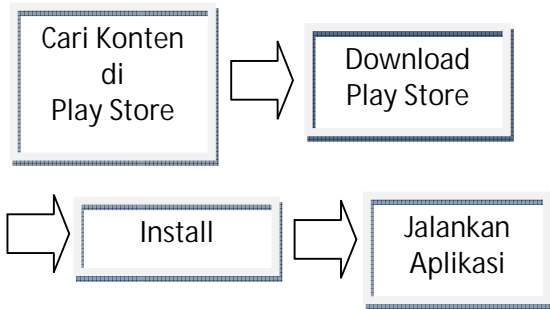 Cari Konten
di
Play Store
Download
Play Store
Install
Jalankan
Aplikasi